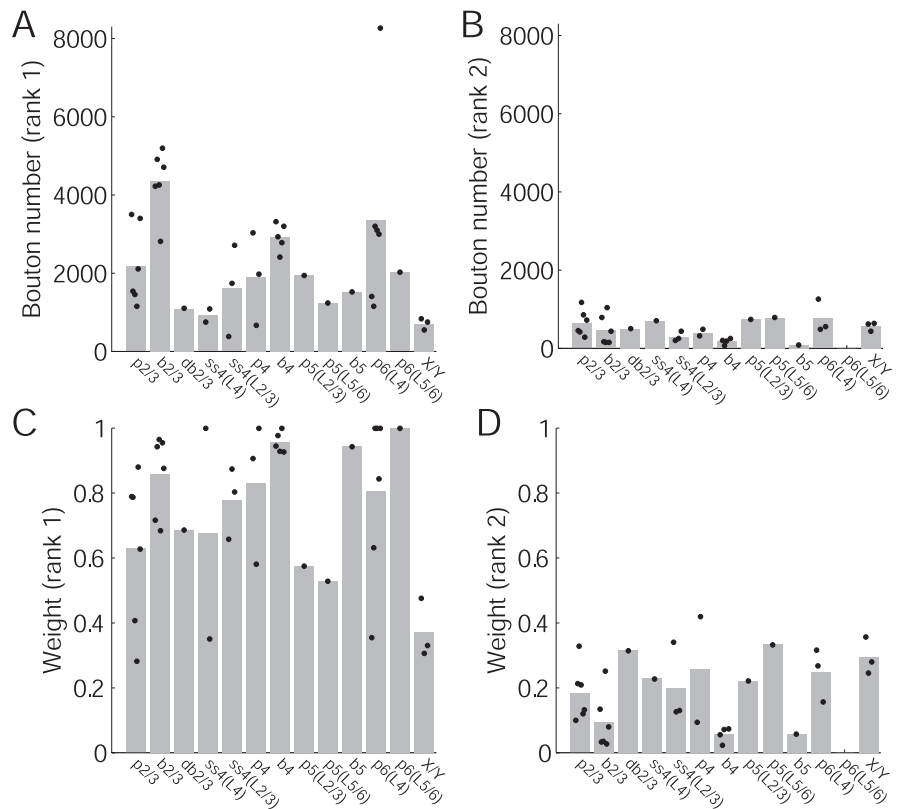 A
Bouton number (rank 1)
8000
6000
4000
2000
0
p2/3
b2/3
db2/3
ss4(L4)
ss4(L2/3)
p4
b4
p5(L2/3)
p5(L5/6)
b5
p6(L4)
p6(L5/6)
X/Y
B
Bouton number (rank 2)
8000
6000
4000
2000
0
p2/3
b2/3
db2/3
ss4(L4)
ss4(L2/3)
p4
b4
p5(L2/3)
p5(L5/6)
b5
p6(L4)
p6(L5/6)
X/Y
C
Weight (rank 1)
1
0.8
0.6
0.4
0.2
0
p2/3
b2/3
db2/3
ss4(L4)
ss4(L2/3)
p4
b4
p5(L2/3)
p5(L5/6)
b5
p6(L4)
p6(L5/6)
X/Y
D
Weight (rank 2)
1
0.8
0.6
0.4
0.2
0
p2/3
b2/3
db2/3
ss4(L4)
ss4(L2/3)
p4
b4
p5(L2/3)
p5(L5/6)
b5
p6(L4)
p6(L5/6)
X/Y